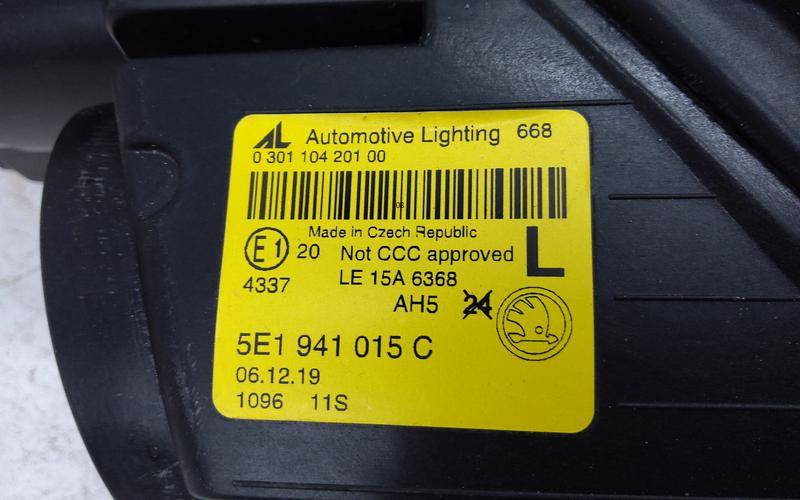 AL Automotive Lighting 668
0 301 104 201 00
03
Made in Czech Republic
E1 20 Not CCC approved L
4337 LE 15A 6368
AH5 24
5E1 941 015 C
06.12.19
1096 11S